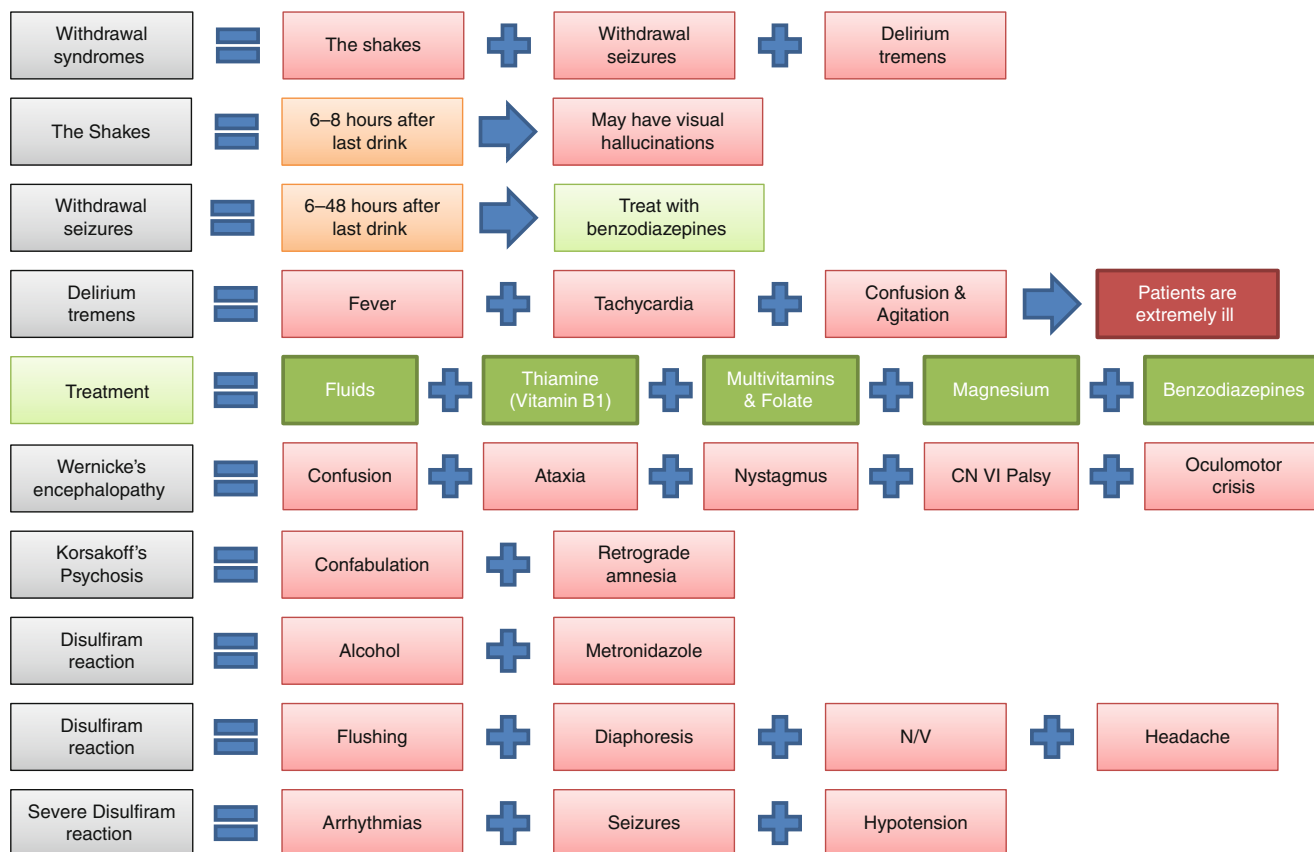 Withdrawal
syndromes
The shakes
Withdrawal
seizures
Delirium
tremens
The Shakes
6–8 hours after
last drink
May have visual
hallucinations
Withdrawal
seizures
6–48 hours after
last drink
Treat with
benzodiazepines
Delirium
tremens
Fever
Tachycardia
Confusion &
Agitation
Patients are
extremely ill
Treatment
Fluids
Thiamine
(Vitamin B1)
Multivitamins
& Folate
Magnesium
Benzodiazepines
Wernicke's
encephalopathy
Confusion
Ataxia
Nystagmus
CN VI Palsy
Oculomotor
crisis
Korsakoff's
Psychosis
Confabulation
Retrograde
amnesia
Disulfiram
reaction
Alcohol
Metronidazole
Disulfiram
reaction
Flushing
Diaphoresis
N/V
Headache
Severe Disulfiram
reaction
Arrhythmias
Seizures
Hypotension